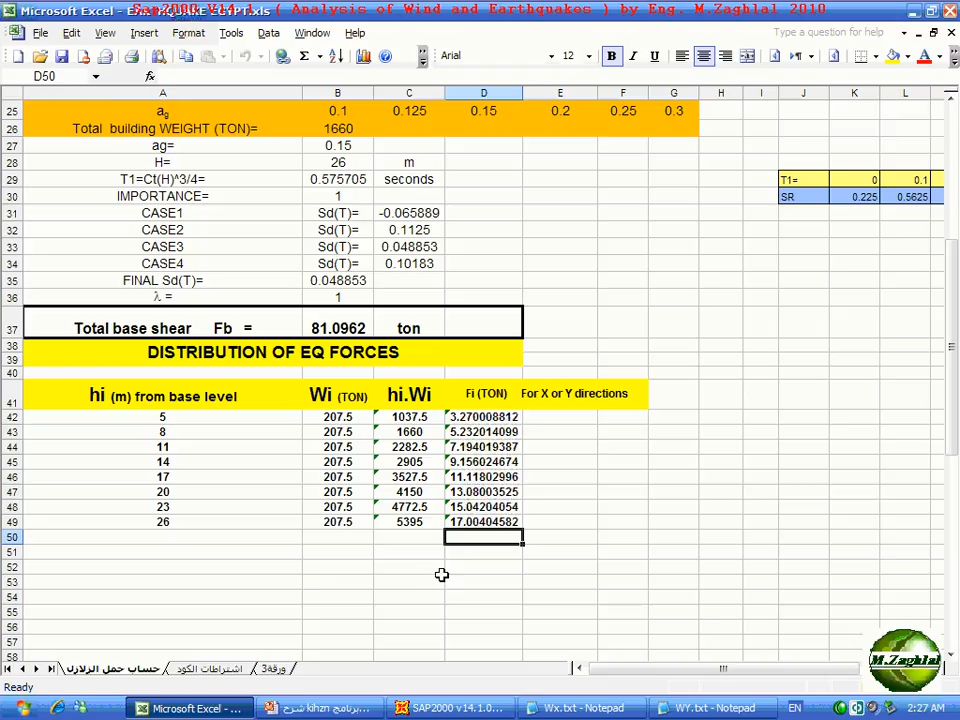 Sap2000 V14.1 ( Analysis of Wind and Earthquakes ) by Eng. M.Zaghlal 2010
Microsoft Excel -
File Edit View Insert Format Tools Data Window Help
Type a question for help
Arial 12 B I U
D50 fx
A B C D E F G H I J K L
25 ag 0.1 0.125 0.15 0.2 0.25 0.3
26 Total building WEIGHT (TON)= 1660
27 ag= 0.15
28 H= 26 m
29 T1=Ct(H)^3/4= 0.575705 seconds T1= 0 0.1
30 IMPORTANCE= 1 SR 0.225 0.5625
31 CASE1 Sd(T)= -0.065889
32 CASE2 Sd(T)= 0.1125
33 CASE3 Sd(T)= 0.048853
34 CASE4 Sd(T)= 0.10183
35 FINAL Sd(T)= 0.048853
36 λ = 1
37 Total base shear Fb = 81.0962 ton
38 DISTRIBUTION OF EQ FORCES
39
40
41 hi (m) from base level Wi (TON) hi.Wi Fi (TON) For X or Y directions
42 5 207.5 1037.5 3.270008812
43 8 207.5 1660 5.232014099
44 11 207.5 2282.5 7.194019387
45 14 207.5 2905 9.156024674
46 17 207.5 3527.5 11.11802996
47 20 207.5 4150 13.08003525
48 23 207.5 4772.5 15.04204054
49 26 207.5 5395 17.00404582
50
51
52
53
54
55
56
57
58
حساب حمل الزلازل اشتراطات الكود ورقة3
M.Zaghlal
Ready
Microsoft Excel - ... برنامج kihzn شرح... SAP2000 v14.1.0... Wx.txt - Notepad WY.txt - Notepad EN 2:27 AM